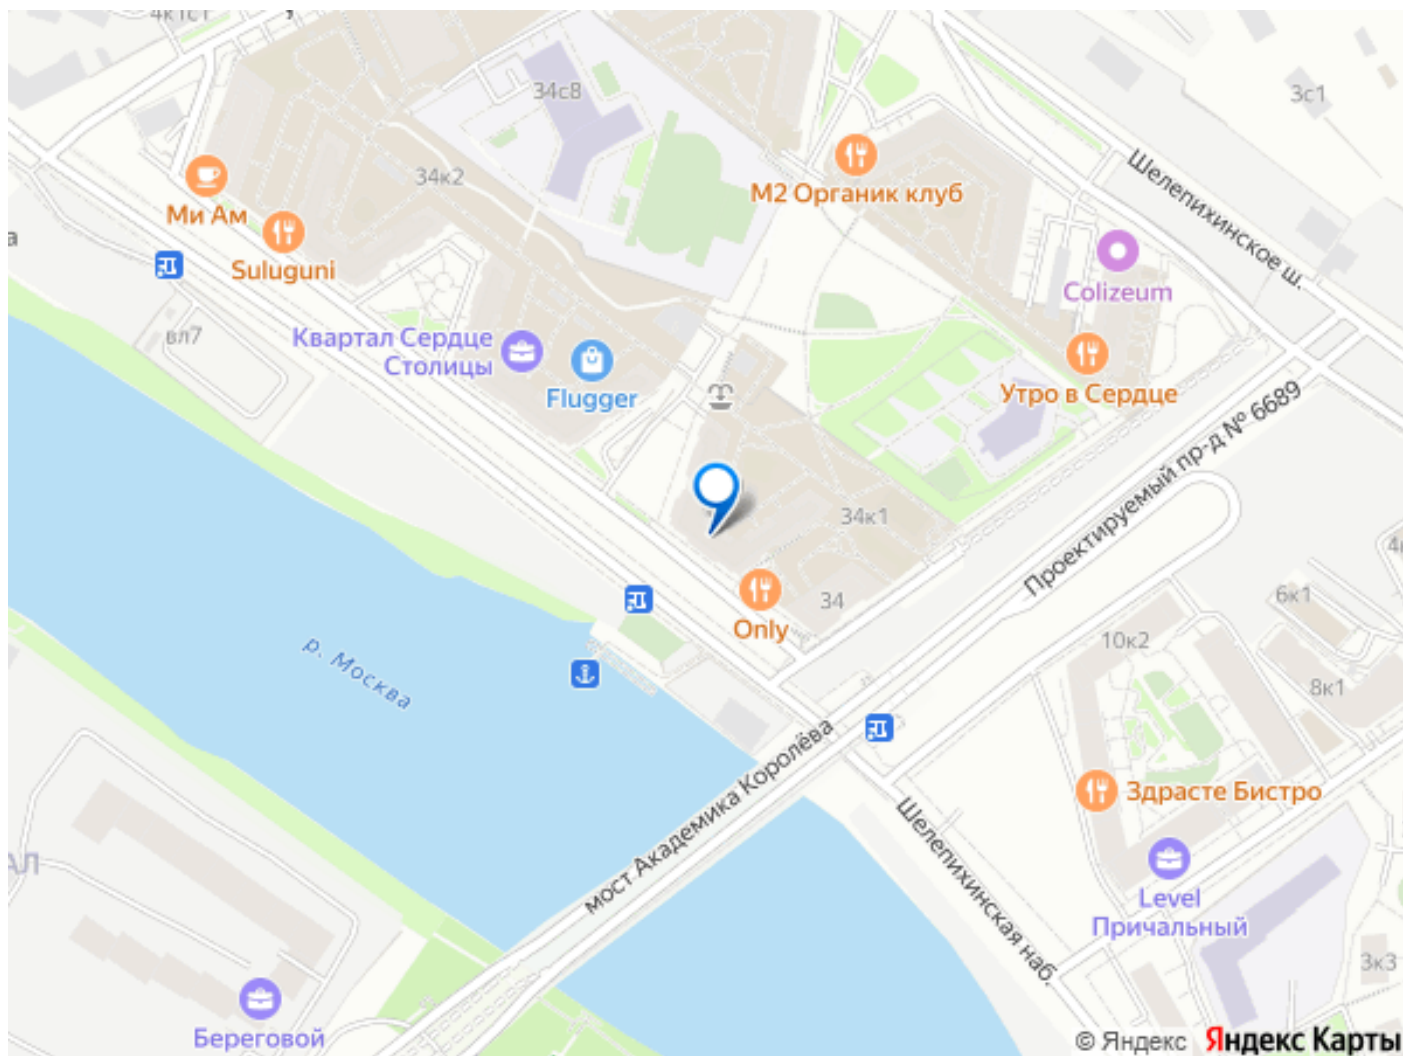 4к1с1
34с8
3с1
Шелепихинское ш.
М2 Органик клуб
34к2
Ми Ам
Suluguni
а
Colizeum
вл7
Квартал Сердце
Столицы
Flugger
Утро в Сердце
Проектируемый пр-д № 6689
34к1
34
Only
р. Москва
10к2
6к1
8к1
мост Академика Королёва
Здрасте Бистро
Шелепихинская наб.
АЛ
Level
Причальный
3к3
Береговой
© Яндекс Яндекс Карты